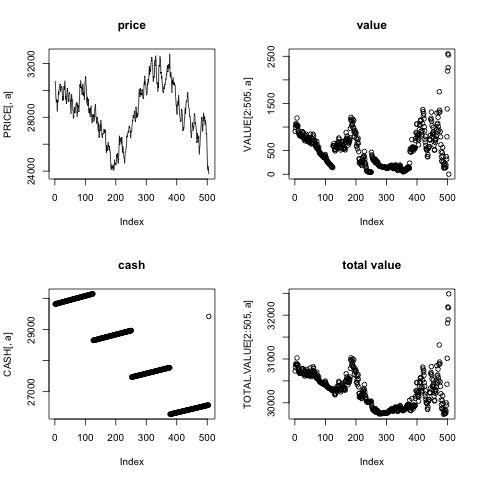 price
PRICE[, a]
24000 28000 32000
0 100 200 300 400 500
Index
value
VALUE[2:505, a]
0 500 1500 2500
0 100 200 300 400 500
Index
cash
CASH[, a]
27000 29000
0 100 200 300 400 500
Index
total value
TOTAL.VALUE[2:505, a]
30000 31000 32000
0 100 200 300 400 500
Index